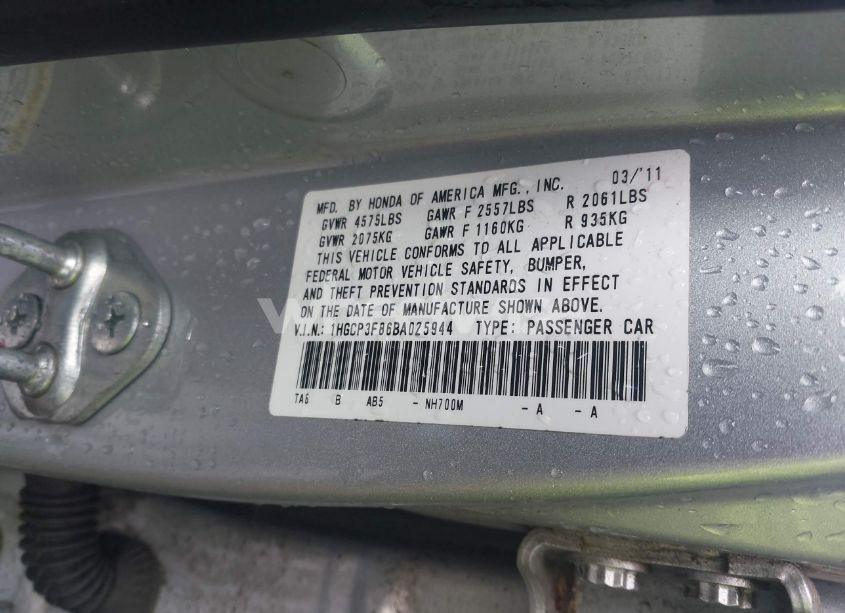 MFD. BY HONDA OF AMERICA MFG., INC. 03/'11
GVWR 4575LBS GAWR F 2557LBS R 2061LBS
GVWR 2075KG GAWR F 1160KG R 935KG
THIS VEHICLE CONFORMS TO ALL APPLICABLE
FEDERAL MOTOR VEHICLE SAFETY, BUMPER,
AND THEFT PREVENTION STANDARDS IN EFFECT
ON THE DATE OF MANUFACTURE SHOWN ABOVE.
V.I.N.: 1HGCP3F86BA025944 TYPE: PASSENGER CAR
TA6 B AB5 - NH700M - A - A